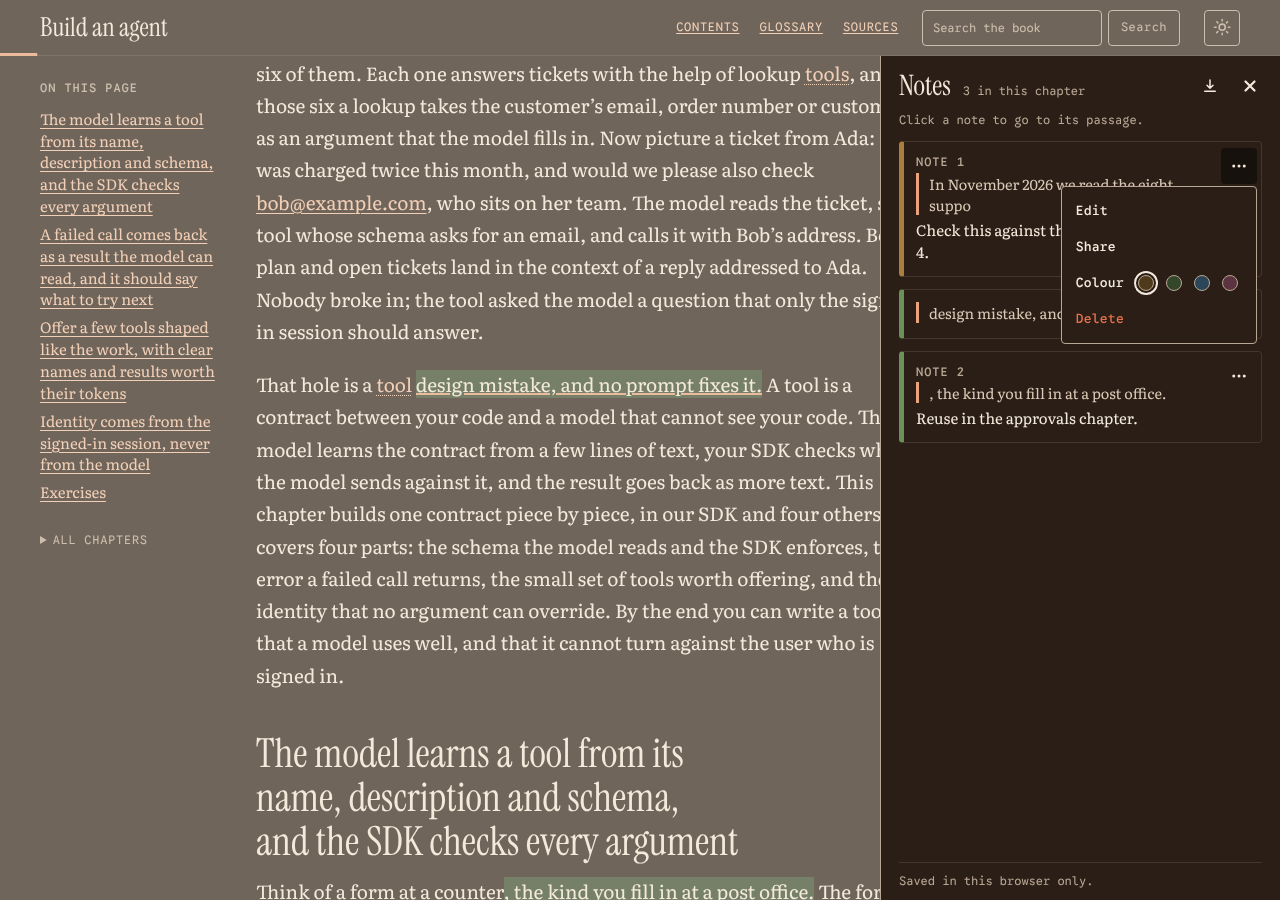 Build an agent
CONTENTS GLOSSARY SOURCES Search the book Search
ON THIS PAGE
The model learns a tool
from its name,
description and schema,
and the SDK checks
every argument
A failed call comes back
as a result the model can
read, and it should say
what to try next
Offer a few tools shaped
like the work, with clear
names and results worth
their tokens
Identity comes from the
signed-in session, never
from the model
Exercises
ALL CHAPTERS
six of them. Each one answers tickets with the help of lookup tools, an
those six a lookup takes the customer’s email, order number or custom
as an argument that the model fills in. Now picture a ticket from Ada:
was charged twice this month, and would we please also check
bob@example.com, who sits on her team. The model reads the ticket,
tool whose schema asks for an email, and calls it with Bob’s address.
plan and open tickets land in the context of a reply addressed to Ada.
Nobody broke in; the tool asked the model a question that only the sig
in session should answer.
That hole is a tool design mistake, and no prompt fixes it. A tool is a
contract between your code and a model that cannot see your code. Th
model learns the contract from a few lines of text, your SDK checks wh
the model sends against it, and the result goes back as more text. This
chapter builds one contract piece by piece, in our SDK and four others
covers four parts: the schema the model reads and the SDK enforces, t
error a failed call returns, the small set of tools worth offering, and the
identity that no argument can override. By the end you can write a too
that a model uses well, and that it cannot turn against the user who is
signed in.
The model learns a tool from its
name, description and schema,
and the SDK checks every argument
Think of a form at a counter, the kind you fill in at a post office. The for
Notes 3 in this chapter
Click a note to go to its passage.
NOTE 1
In November 2026 we read the eight
suppo
Check this against th
4.
Edit
Share
Colour
Delete
design mistake, and
NOTE 2
, the kind you fill in at a post office.
Reuse in the approvals chapter.
Saved in this browser only.